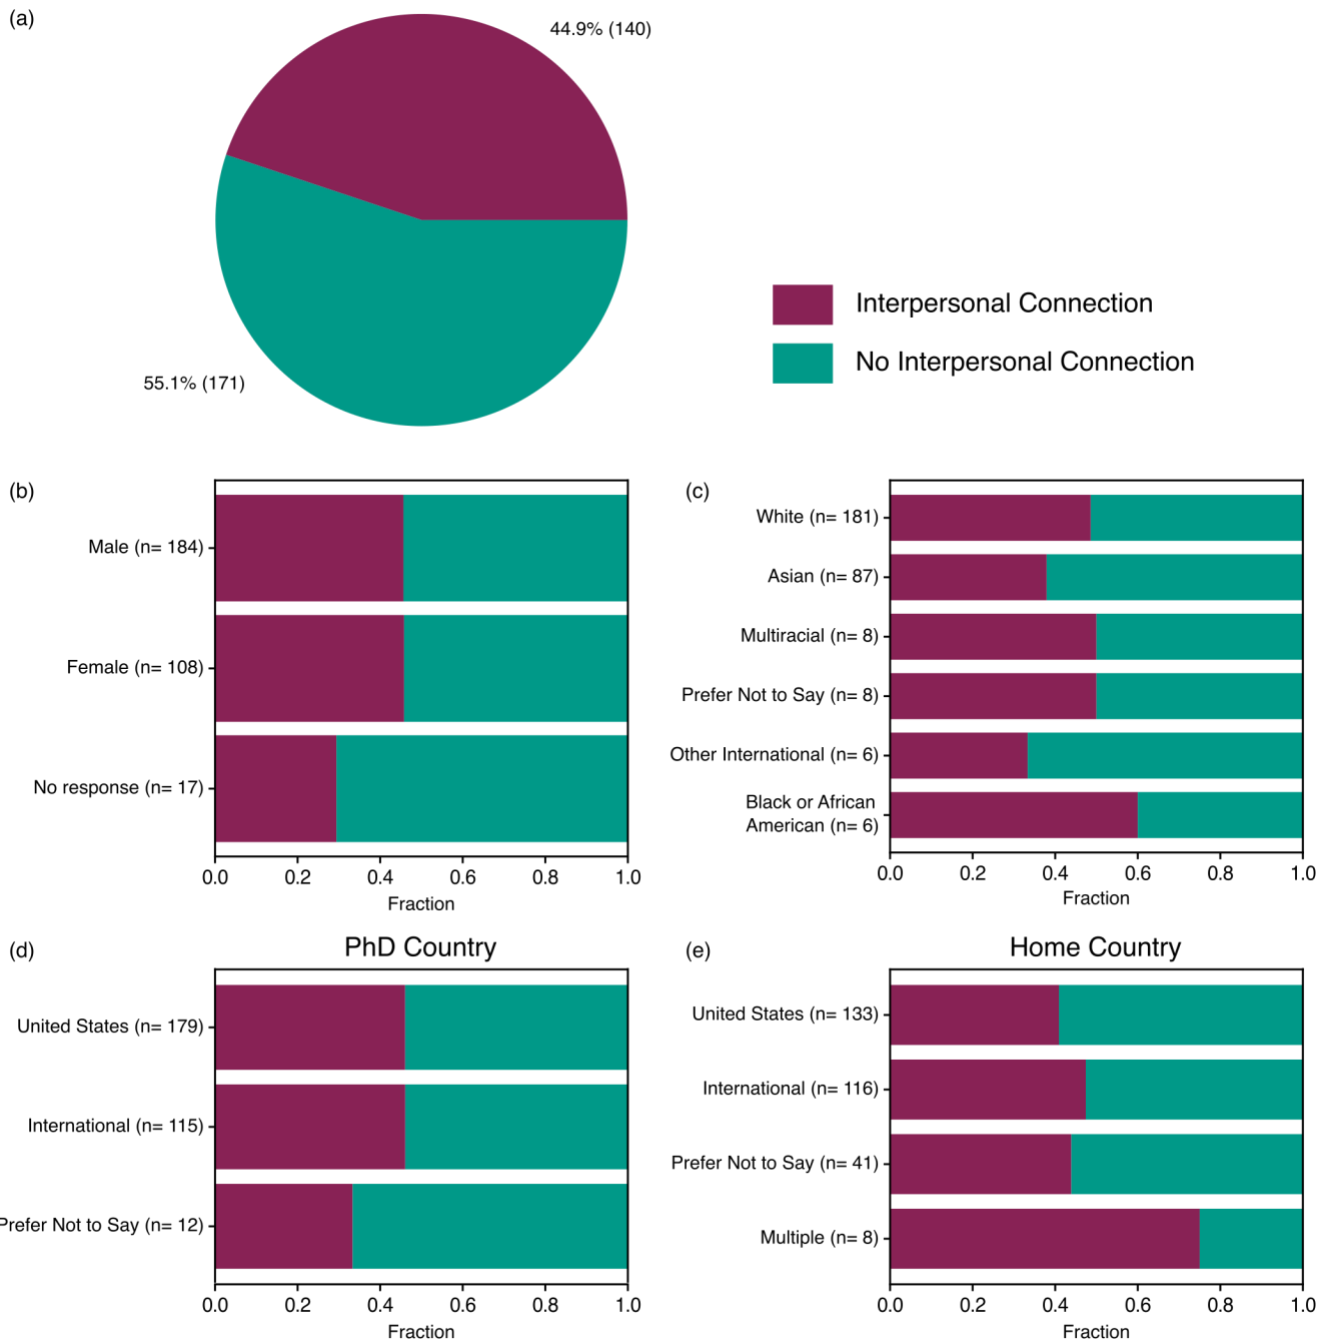 (a)
44.9% (140)
55.1% (171)
Interpersonal Connection
No Interpersonal Connection
(b)
Male (n= 184)
Female (n= 108)
No response (n= 17)
0.0 0.2 0.4 0.6 0.8 1.0
Fraction
(c)
White (n= 181)
Asian (n= 87)
Multiracial (n= 8)
Prefer Not to Say (n= 8)
Other International (n= 6)
Black or African
American (n= 6)
0.0 0.2 0.4 0.6 0.8 1.0
Fraction
(d)
PhD Country
United States (n= 179)
International (n= 115)
Prefer Not to Say (n= 12)
0.0 0.2 0.4 0.6 0.8 1.0
Fraction
(e)
Home Country
United States (n= 133)
International (n= 116)
Prefer Not to Say (n= 41)
Multiple (n= 8)
0.0 0.2 0.4 0.6 0.8 1.0
Fraction